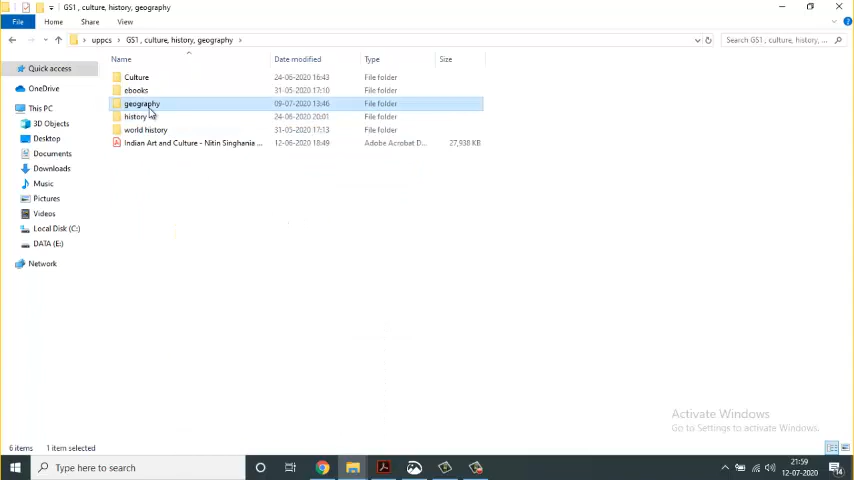 GS1 , culture, history, geography
File Home Share View
uppcs > GS1 , culture, history, geography >
Search GS1 , culture, history, ...
Name Date modified Type Size
Quick access
OneDrive
This PC
3D Objects
Desktop
Documents
Downloads
Music
Pictures
Videos
Local Disk (C:)
DATA (E:)
Network
Culture 24-06-2020 16:43 File folder
ebooks 31-05-2020 17:10 File folder
geography 09-07-2020 13:46 File folder
history 24-06-2020 20:01 File folder
world history 31-05-2020 17:13 File folder
Indian Art and Culture - Nitin Singhania ... 12-06-2020 18:49 Adobe Acrobat D... 27,938 KB
Activate Windows
Go to Settings to activate Windows.
6 items 1 item selected
Type here to search
21:59
12-07-2020
14